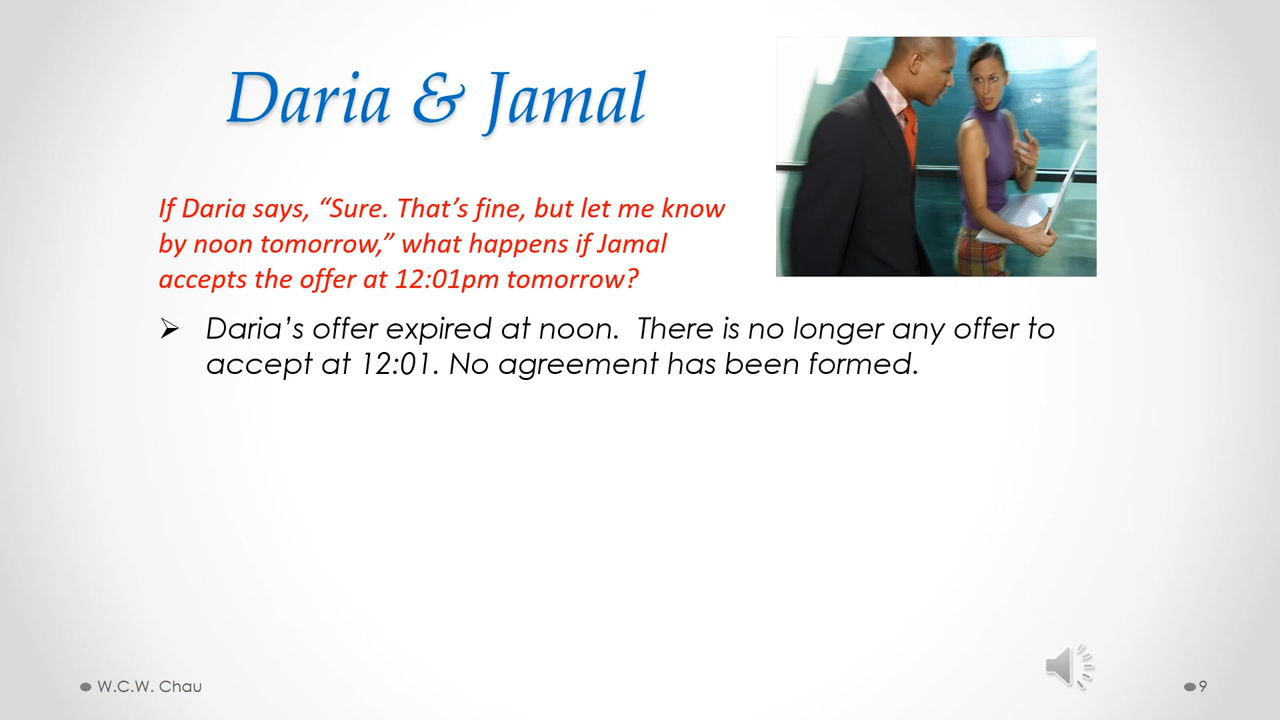 Daria & Jamal
If Daria says, “Sure. That’s fine, but let me know
by noon tomorrow,” what happens if Jamal
accepts the offer at 12:01pm tomorrow?
Daria’s offer expired at noon.  There is no longer any offer to
accept at 12:01. No agreement has been formed.
W.C.W. Chau
9